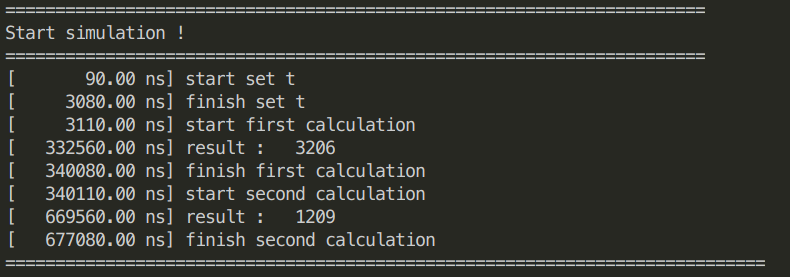 ======================================================================
Start simulation !
======================================================================
[       90.00 ns] start set t
[     3080.00 ns] finish set t
[     3110.00 ns] start first calculation
[   332560.00 ns] result :   3206
[   340080.00 ns] finish first calculation
[   340110.00 ns] start second calculation
[   669560.00 ns] result :   1209
[   677080.00 ns] finish second calculation
============================================================================